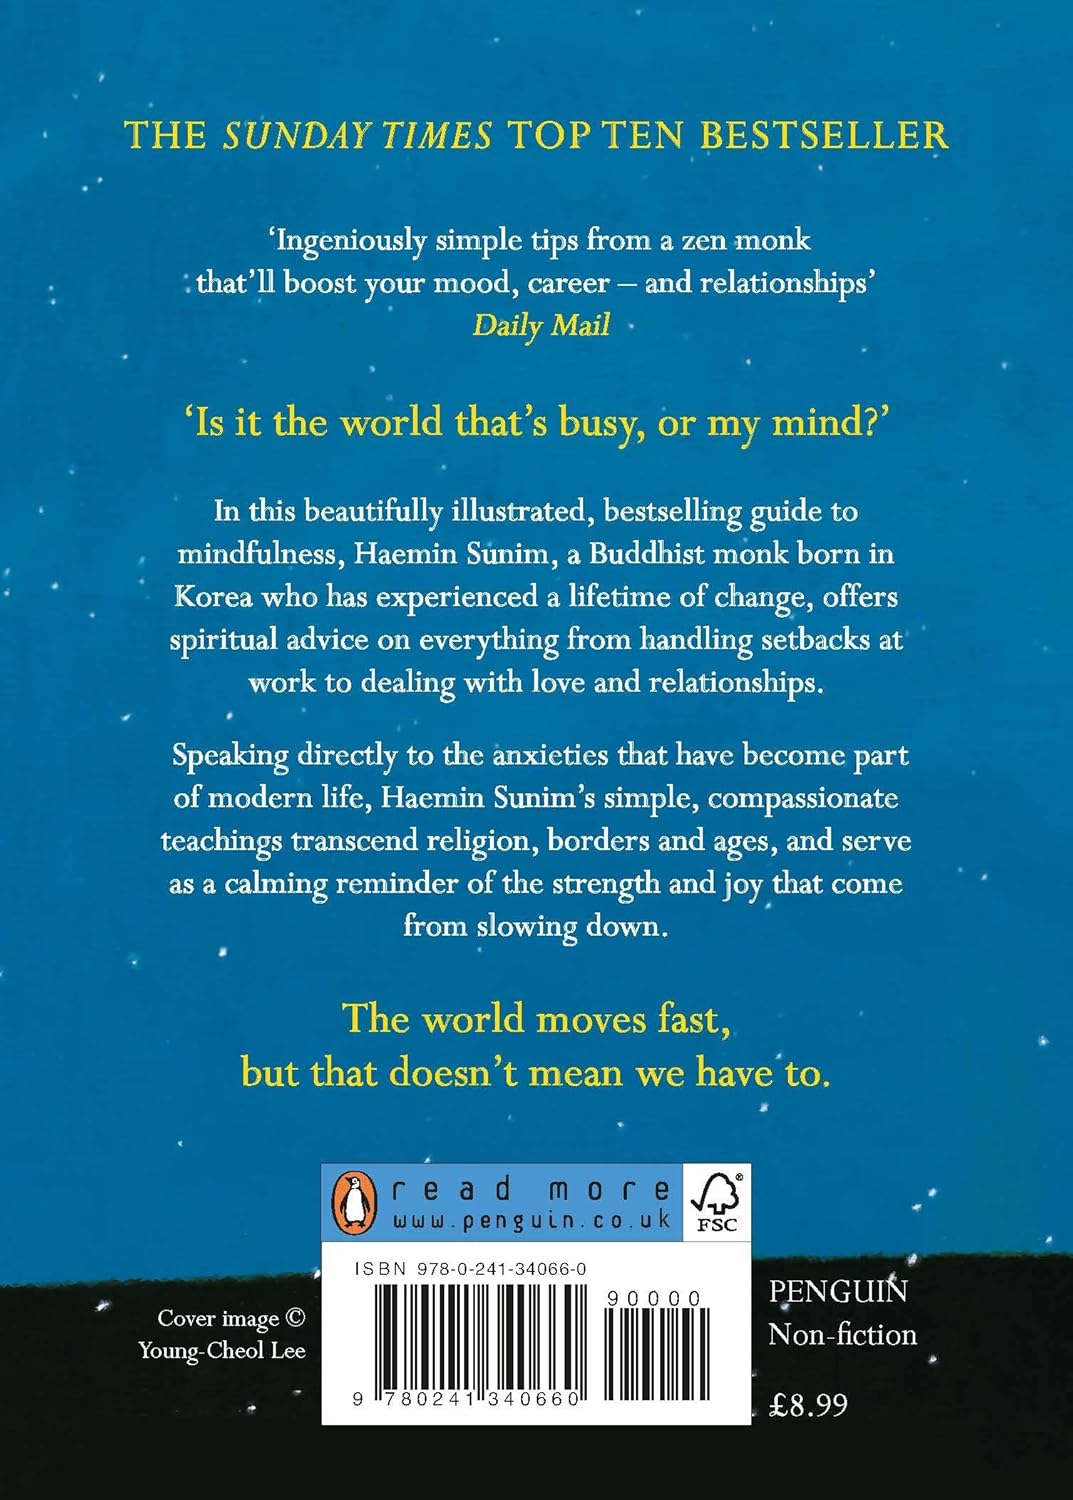 THE SUNDAY TIMES TOP TEN BESTSELLER
‘Ingeniously simple tips from a zen monk
that’ll boost your mood, career – and relationships’
Daily Mail
‘Is it the world that’s busy, or my mind?’
In this beautifully illustrated, bestselling guide to
mindfulness, Haemin Sunim, a Buddhist monk born in
Korea who has experienced a lifetime of change, offers
spiritual advice on everything from handling setbacks at
work to dealing with love and relationships.
Speaking directly to the anxieties that have become part
of modern life, Haemin Sunim’s simple, compassionate
teachings transcend religion, borders and ages, and serve
as a calming reminder of the strength and joy that come
from slowing down.
The world moves fast,
but that doesn’t mean we have to.
read more
www.penguin.co.uk
FSC
®
ISBN 978-0-241-34066-0
90000
9 780241 340660
Cover image ©
Young-Cheol Lee
PENGUIN
Non-fiction
£8.99